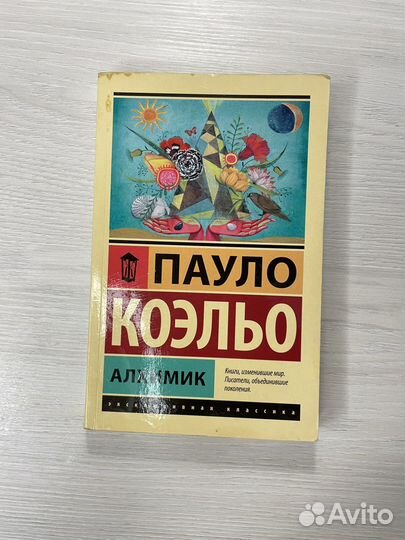 ПАУЛО
КОЭЛЬО
АЛХИМИК
Книги, изменившие мир.
Писатели, объединившие
поколения.
эксклюзивная классика
Avito